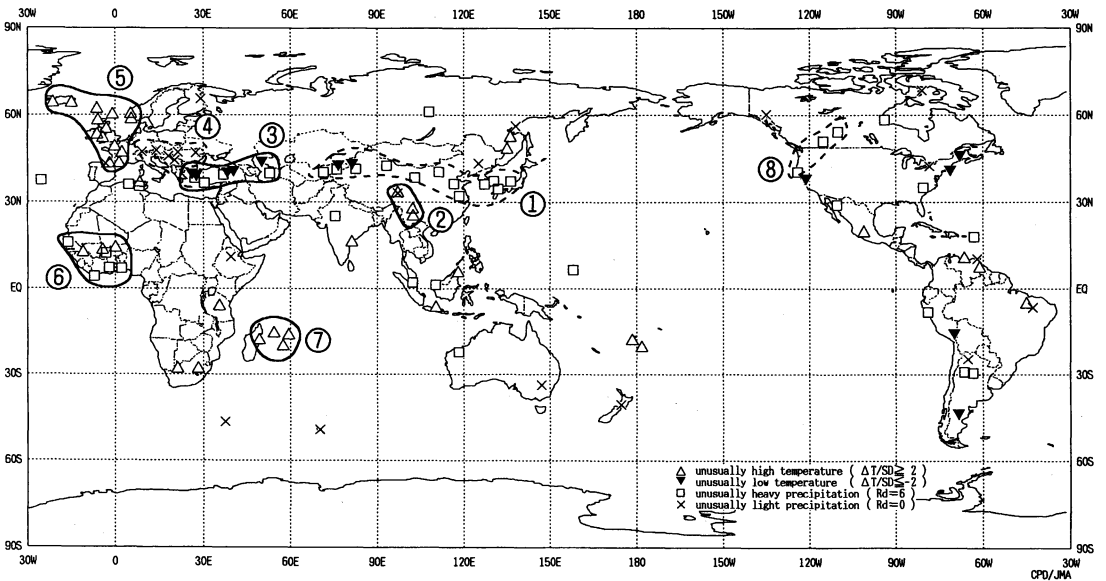 30W 0 30E 60E 90E 120E 150E 180 150W 120W 90W 60W 30W
90N 90N
⑤
60N 60N
④ ③
⑧
30N ① 30N
②
⑥
EQ EQ
⑦
30S 30S
60S 60S
△ unusually high temperature ( ΔT/SD≧ 2 )
▼ unusually low temperature ( ΔT/SD≦-2 )
□ unusually heavy precipitation ( Rd=6 )
× unusually light precipitation ( Rd=0 )
90S 90S
30W 0 30E 60E 90E 120E 150E 180 150W 120W 90W 60W 30W
CPD/JMA